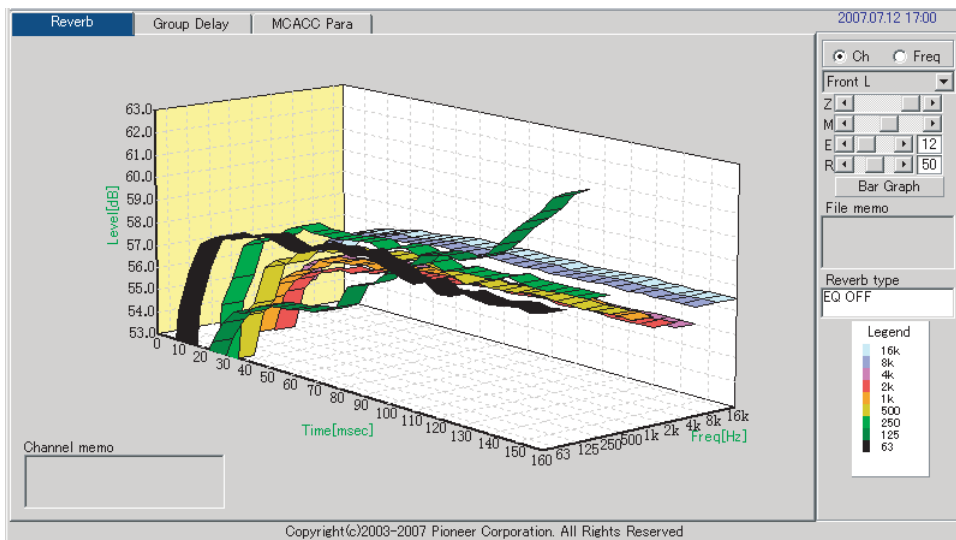 Reverb Group Delay MCACC Para
2007.07.12 17:00
Ch Freq
Front L
Z
M
E 12
R 50
Bar Graph
File memo
Reverb type
EQ OFF
Legend
16k
8k
4k
2k
1k
500
250
125
63
Level[dB]
63.0
62.0
61.0
60.0
59.0
58.0
57.0
56.0
55.0
54.0
53.0
0 10 20 30 40 50 60 70 80 90 100 110 120 130 140 150 160
Time[msec]
63 125 250 500 1k 2k 4k 8k 16k
Freq[Hz]
Channel memo
Copyright(c)2003-2007 Pioneer Corporation. All Rights Reserved